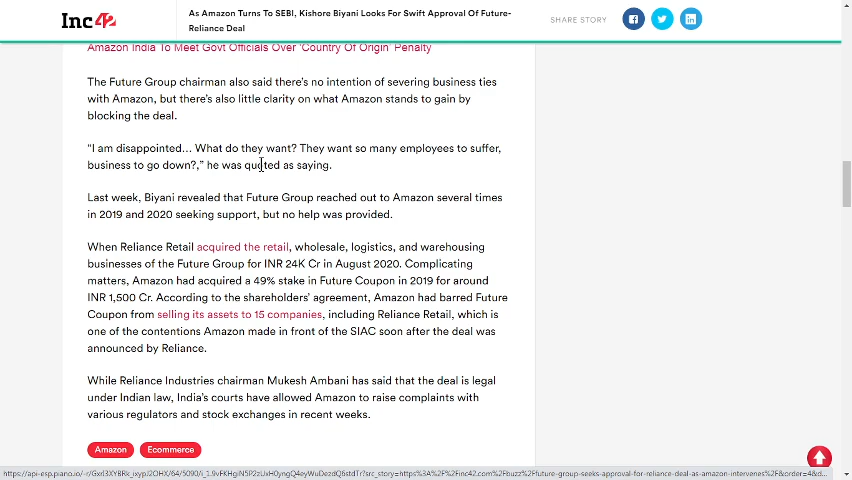 Inc42
As Amazon Turns To SEBI, Kishore Biyani Looks For Swift Approval Of Future-
Reliance Deal
SHARE STORY
Amazon India To Meet Govt Officials Over ‘Country Of Origin’ Penalty
The Future Group chairman also said there’s no intention of severing business ties
with Amazon, but there’s also little clarity on what Amazon stands to gain by
blocking the deal.
“I am disappointed… What do they want? They want so many employees to suffer,
business to go down?,” he was quoted as saying.
Last week, Biyani revealed that Future Group reached out to Amazon several times
in 2019 and 2020 seeking support, but no help was provided.
When Reliance Retail acquired the retail, wholesale, logistics, and warehousing
businesses of the Future Group for INR 24K Cr in August 2020. Complicating
matters, Amazon had acquired a 49% stake in Future Coupon in 2019 for around
INR 1,500 Cr. According to the shareholders’ agreement, Amazon had barred Future
Coupon from selling its assets to 15 companies, including Reliance Retail, which is
one of the contentions Amazon made in front of the SIAC soon after the deal was
announced by Reliance.
While Reliance Industries chairman Mukesh Ambani has said that the deal is legal
under Indian law, India’s courts have allowed Amazon to raise complaints with
various regulators and stock exchanges in recent weeks.
Amazon Ecommerce